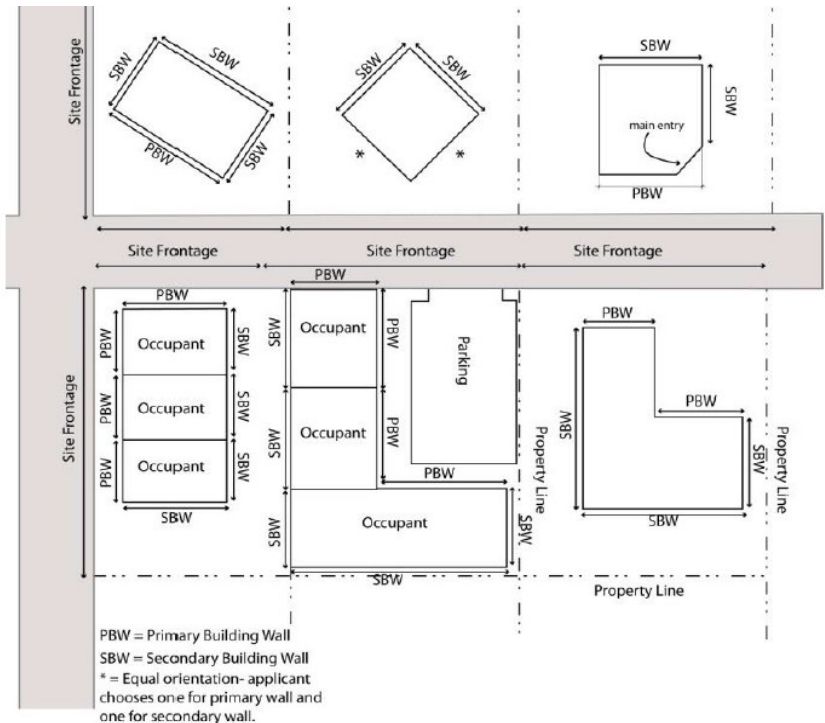 Site Frontage
SBW
SBW
PBW
SBW
SBW
SBW
*
*
SBW
SBW
main entry
PBW
Site Frontage
Site Frontage
Site Frontage
Site Frontage
PBW
PBW
Occupant
SBW
PBW
Occupant
SBW
PBW
Occupant
SBW
SBW
PBW
SBW
Occupant
PBW
SBW
Occupant
PBW
PBW
SBW
Occupant
SBW
SBW
Parking
Property Line
PBW
SBW
PBW
SBW
SBW
Property Line
Property Line
PBW = Primary Building Wall
SBW = Secondary Building Wall
* = Equal orientation- applicant
chooses one for primary wall and
one for secondary wall.